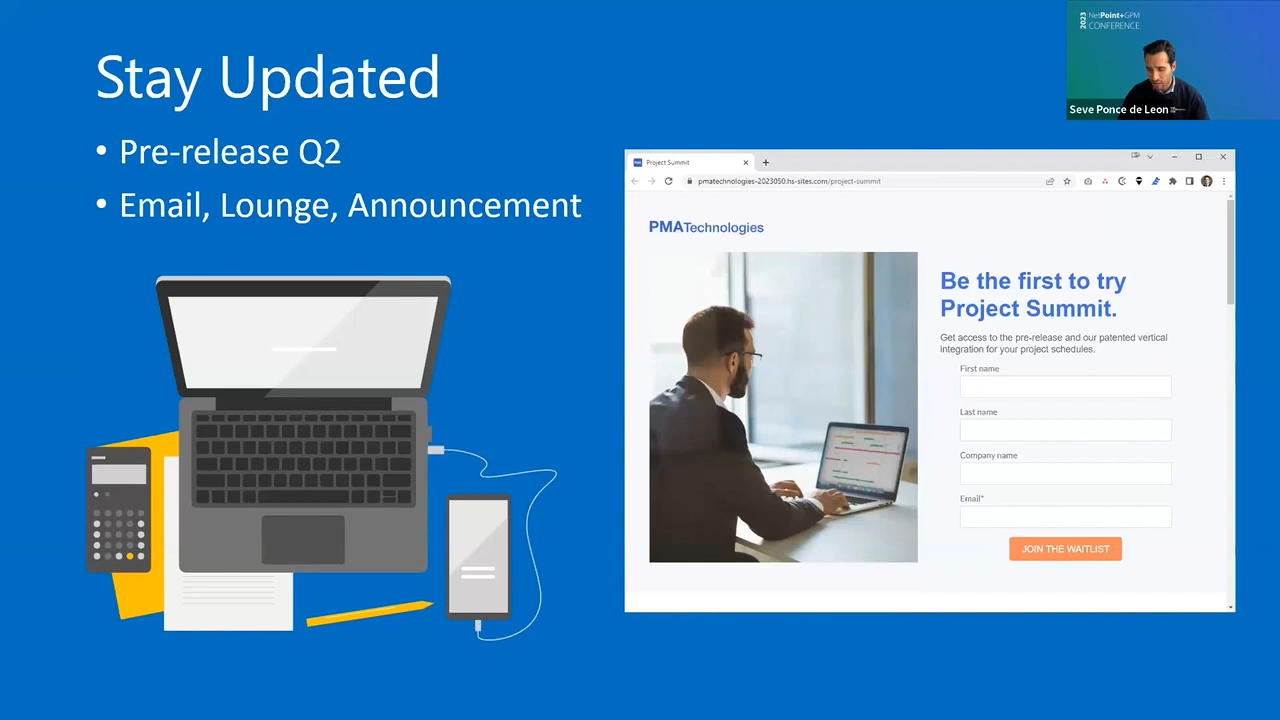 Stay Updated
• Pre-release Q2
• Email, Lounge, Announcement
2023
NetPoint+GPM
CONFERENCE
Seve Ponce de Leon
Project Summit
pmatechnologies-2023050.hs-sites.com/project-summit
PMATechnologies
Be the first to try
Project Summit.
Get access to the pre-release and our patented vertical
integration for your project schedules.
First name
Last name
Company name
Email*
JOIN THE WAITLIST